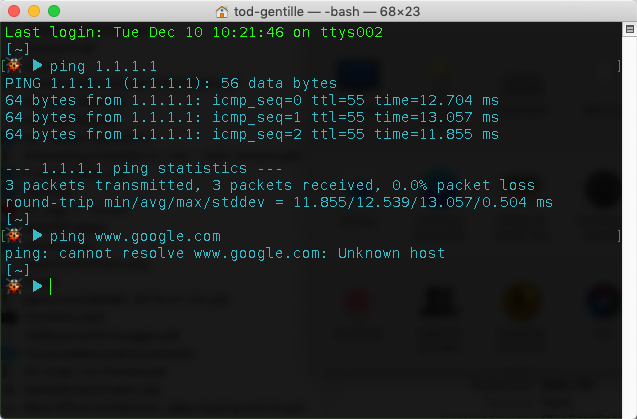 tod-gentille — -bash — 68×23
Last login: Tue Dec 10 10:21:46 on ttys002
[~]
ping 1.1.1.1
PING 1.1.1.1 (1.1.1.1): 56 data bytes
64 bytes from 1.1.1.1: icmp_seq=0 ttl=55 time=12.704 ms
64 bytes from 1.1.1.1: icmp_seq=1 ttl=55 time=13.057 ms
64 bytes from 1.1.1.1: icmp_seq=2 ttl=55 time=11.855 ms
--- 1.1.1.1 ping statistics ---
3 packets transmitted, 3 packets received, 0.0% packet loss
round-trip min/avg/max/stddev = 11.855/12.539/13.057/0.504 ms
[~]
ping www.google.com
ping: cannot resolve www.google.com: Unknown host
[~]